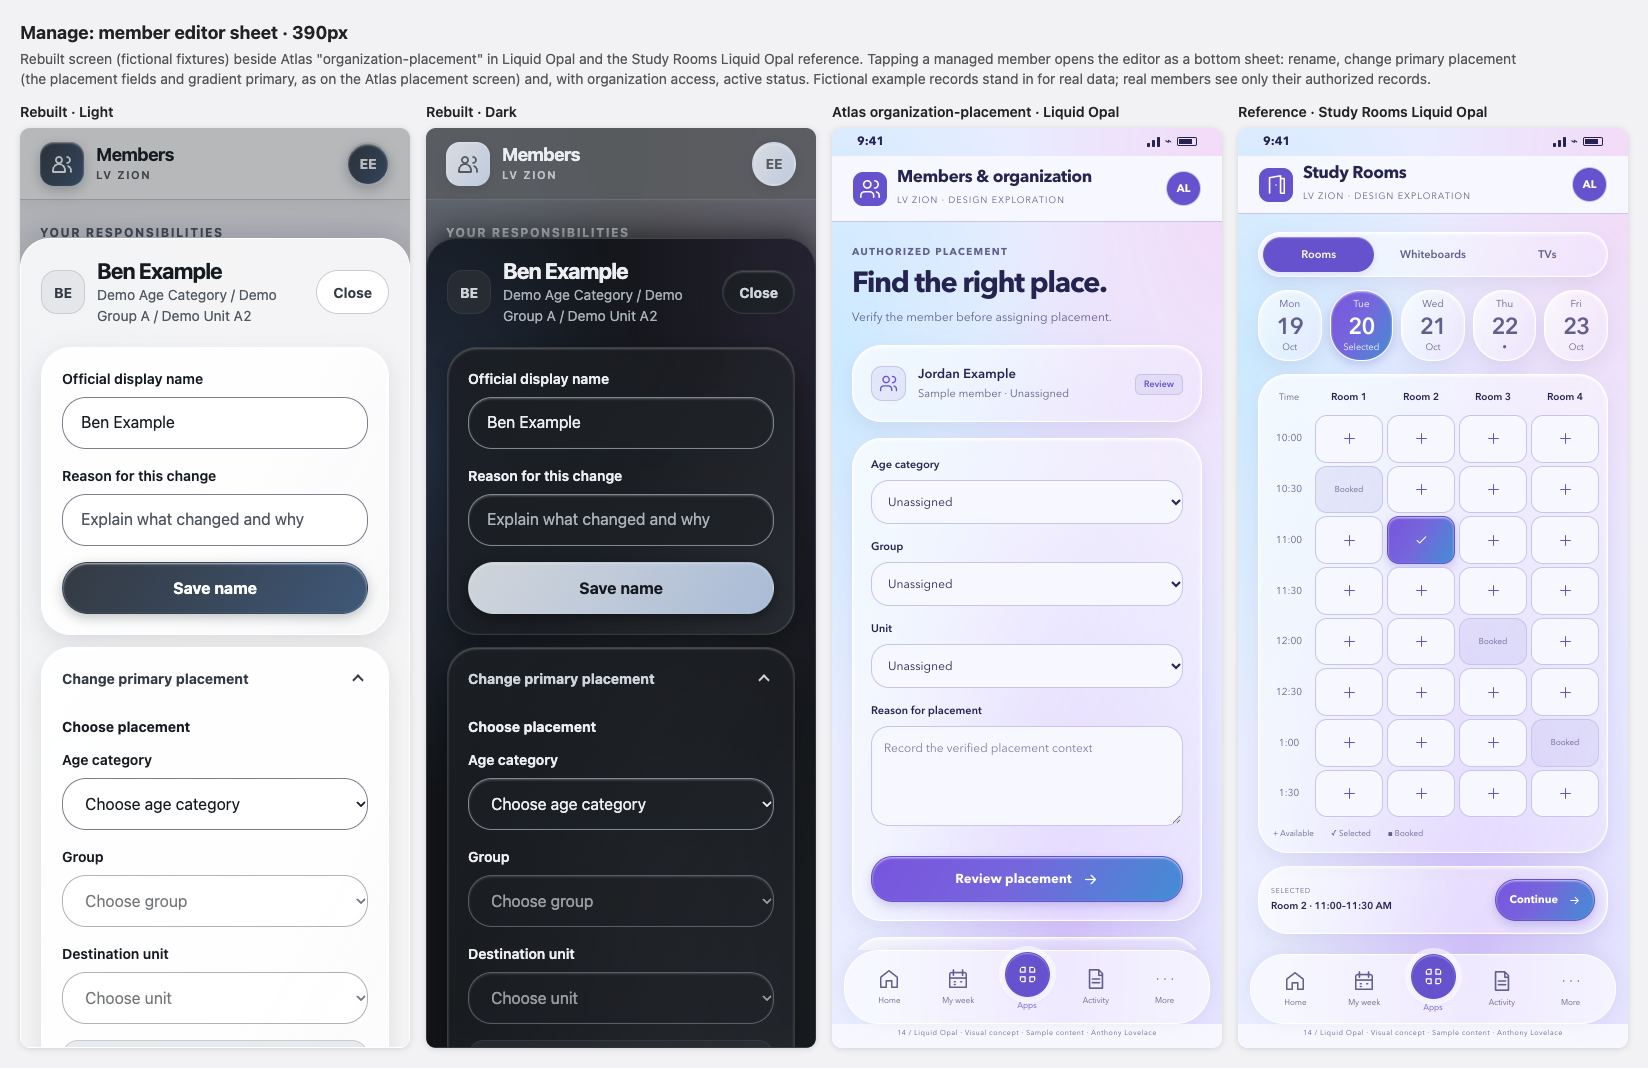 Manage: member editor sheet · 390px
Rebuilt screen (fictional fixtures) beside Atlas "organization-placement" in Liquid Opal and the Study Rooms Liquid Opal reference. Tapping a managed member opens the editor as a bottom sheet: rename, change primary placement
(the placement fields and gradient primary, as on the Atlas placement screen) and, with organization access, active status. Fictional example records stand in for real data; real members see only their authorized records.
Rebuilt · Light
Members
LV ZION
EE
YOUR RESPONSIBILITIES
BE
Ben Example
Demo Age Category / Demo
Group A / Demo Unit A2
Close
Official display name
Ben Example
Reason for this change
Explain what changed and why
Save name
Change primary placement
Choose placement
Age category
Choose age category
Group
Choose group
Destination unit
Choose unit
Rebuilt · Dark
Members
LV ZION
EE
YOUR RESPONSIBILITIES
BE
Ben Example
Demo Age Category / Demo
Group A / Demo Unit A2
Close
Official display name
Ben Example
Reason for this change
Explain what changed and why
Save name
Change primary placement
Choose placement
Age category
Choose age category
Group
Choose group
Destination unit
Choose unit
Atlas organization-placement · Liquid Opal
9:41
Members & organization
LV ZION · DESIGN EXPLORATION
AL
AUTHORIZED PLACEMENT
Find the right place.
Verify the member before assigning placement.
Jordan Example
Sample member · Unassigned
Review
Age category
Unassigned
Group
Unassigned
Unit
Unassigned
Reason for placement
Record the verified placement context
Review placement →
Home My week Apps Activity More
14 / Liquid Opal · Visual concept · Sample content · Anthony Lovelace
Reference · Study Rooms Liquid Opal
9:41
Study Rooms
LV ZION · DESIGN EXPLORATION
AL
Rooms Whiteboards TVs
Mon Tue Wed Thu Fri
19 20 21 22 23
Oct Selected Oct • Oct
Time Room 1 Room 2 Room 3 Room 4
10:00 + + + +
10:30 Booked + + +
11:00 + ✓ + +
11:30 + + + +
12:00 + + Booked +
12:30 + + + +
1:00 + + + Booked
1:30 + + + +
+ Available ✓ Selected ■ Booked
SELECTED
Room 2 · 11:00–11:30 AM
Continue →
Home My week Apps Activity More
14 / Liquid Opal · Visual concept · Sample content · Anthony Lovelace